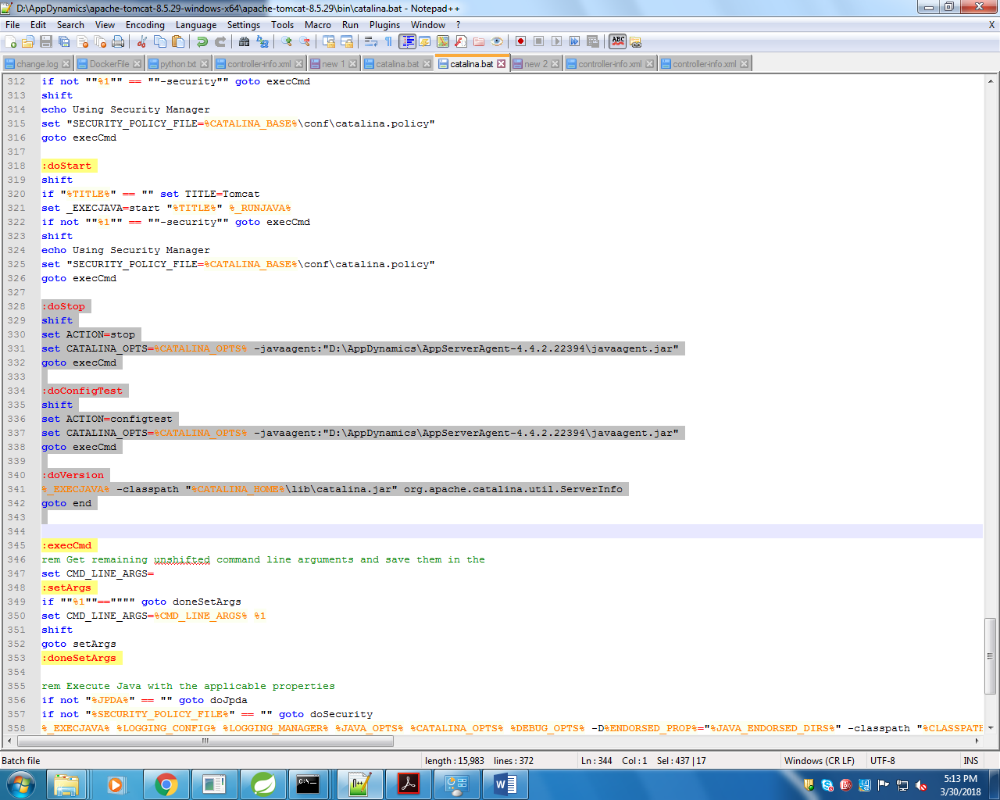 D:\AppDynamics\apache-tomcat-8.5.29-windows-x64\apache-tomcat-8.5.29\bin\catalina.bat - Notepad++
File Edit Search View Encoding Language Settings Tools Macro Run Plugins Window ? X
change.log DockerFile python.txt controller-info.xml new 1 catalina.bat catalina.bat new 2 controller-info.xml controller-info.xml
312 if not ""%1"" == ""-security"" goto execCmd
313 shift
314 echo Using Security Manager
315 set "SECURITY_POLICY_FILE=%CATALINA_BASE%\conf\catalina.policy"
316 goto execCmd
317
318 :doStart
319 shift
320 if "%TITLE%" == "" set TITLE=Tomcat
321 set _EXECJAVA=start "%TITLE%" %_RUNJAVA%
322 if not ""%1"" == ""-security"" goto execCmd
323 shift
324 echo Using Security Manager
325 set "SECURITY_POLICY_FILE=%CATALINA_BASE%\conf\catalina.policy"
326 goto execCmd
327
328 :doStop
329 shift
330 set ACTION=stop
331 set CATALINA_OPTS=%CATALINA_OPTS% -javaagent:"D:\AppDynamics\AppServerAgent-4.4.2.22394\javaagent.jar"
332 goto execCmd
333
334 :doConfigTest
335 shift
336 set ACTION=configtest
337 set CATALINA_OPTS=%CATALINA_OPTS% -javaagent:"D:\AppDynamics\AppServerAgent-4.4.2.22394\javaagent.jar"
338 goto execCmd
339
340 :doVersion
341 %_EXECJAVA% -classpath "%CATALINA_HOME%\lib\catalina.jar" org.apache.catalina.util.ServerInfo
342 goto end
343
344
345 :execCmd
346 rem Get remaining unshifted command line arguments and save them in the
347 set CMD_LINE_ARGS=
348 :setArgs
349 if ""%1""=="""" goto doneSetArgs
350 set CMD_LINE_ARGS=%CMD_LINE_ARGS% %1
351 shift
352 goto setArgs
353 :doneSetArgs
354
355 rem Execute Java with the applicable properties
356 if not "%JPDA%" == "" goto doJpda
357 if not "%SECURITY_POLICY_FILE%" == "" goto doSecurity
358 %_EXECJAVA% %LOGGING_CONFIG% %LOGGING_MANAGER% %JAVA_OPTS% %CATALINA_OPTS% %DEBUG_OPTS% -D%ENDORSED_PROP%="%JAVA_ENDORSED_DIRS%" -classpath "%CLASSPATH
Batch file length : 15,983 lines : 372 Ln : 344 Col : 1 Sel : 437 | 17 Windows (CR LF) UTF-8 INS
5:13 PM
3/30/2018